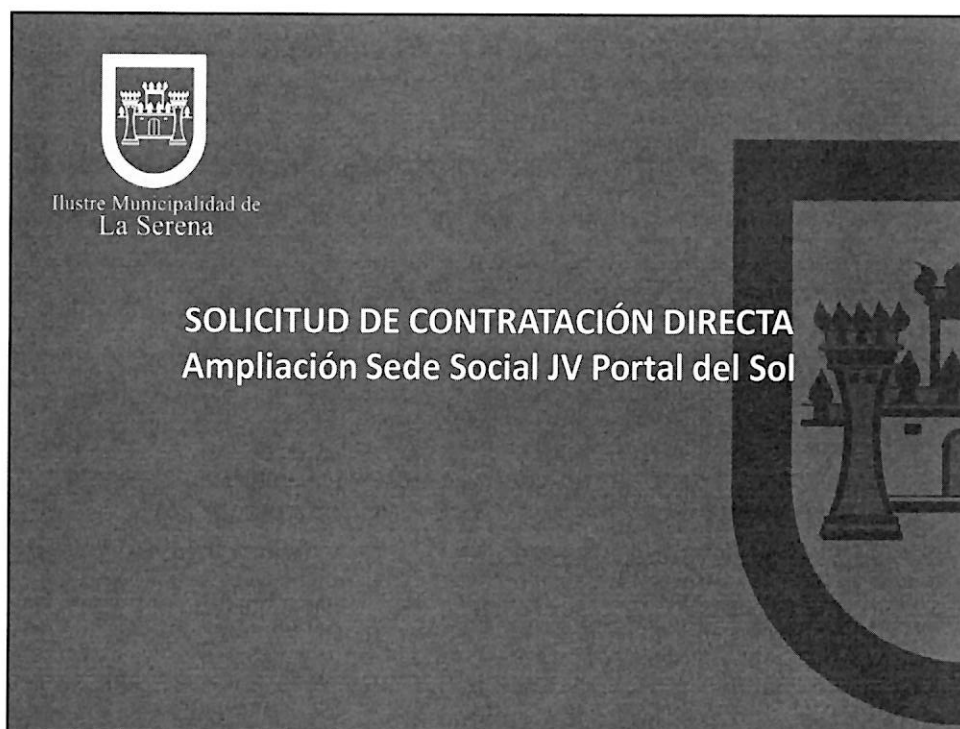 Ilustre Municipalidad de
La Serena
SOLICITUD DE CONTRATACIÓN DIRECTA
Ampliación Sede Social JV Portal del Sol